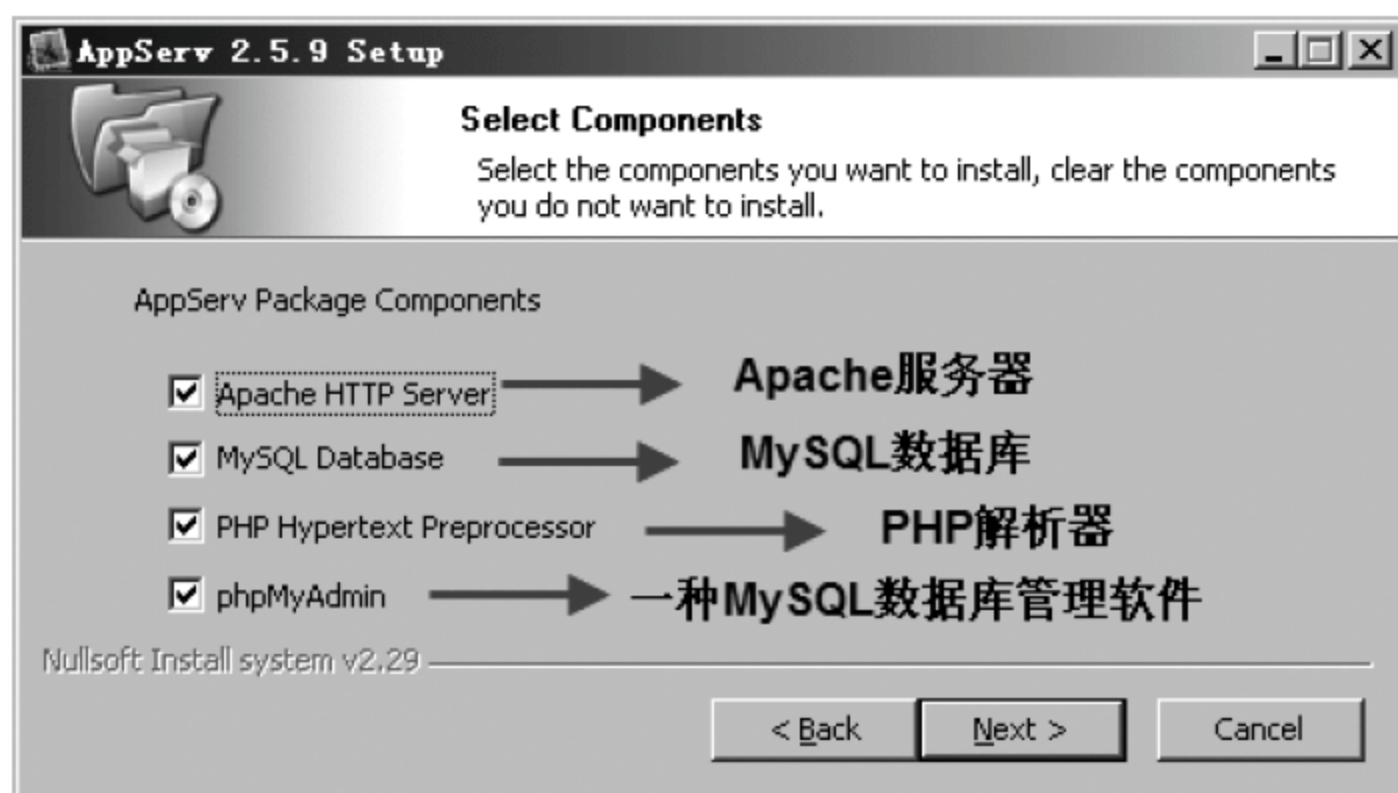 AppServ 2.5.9 Setup
Select Components
Select the components you want to install, clear the components
you do not want to install.
AppServ Package Components
Apache HTTP Server Apache服务器
MySQL Database MySQL数据库
PHP Hypertext Preprocessor PHP解析器
phpMyAdmin 一种MySQL数据库管理软件
Nullsoft Install system v2.29
< Back Next > Cancel